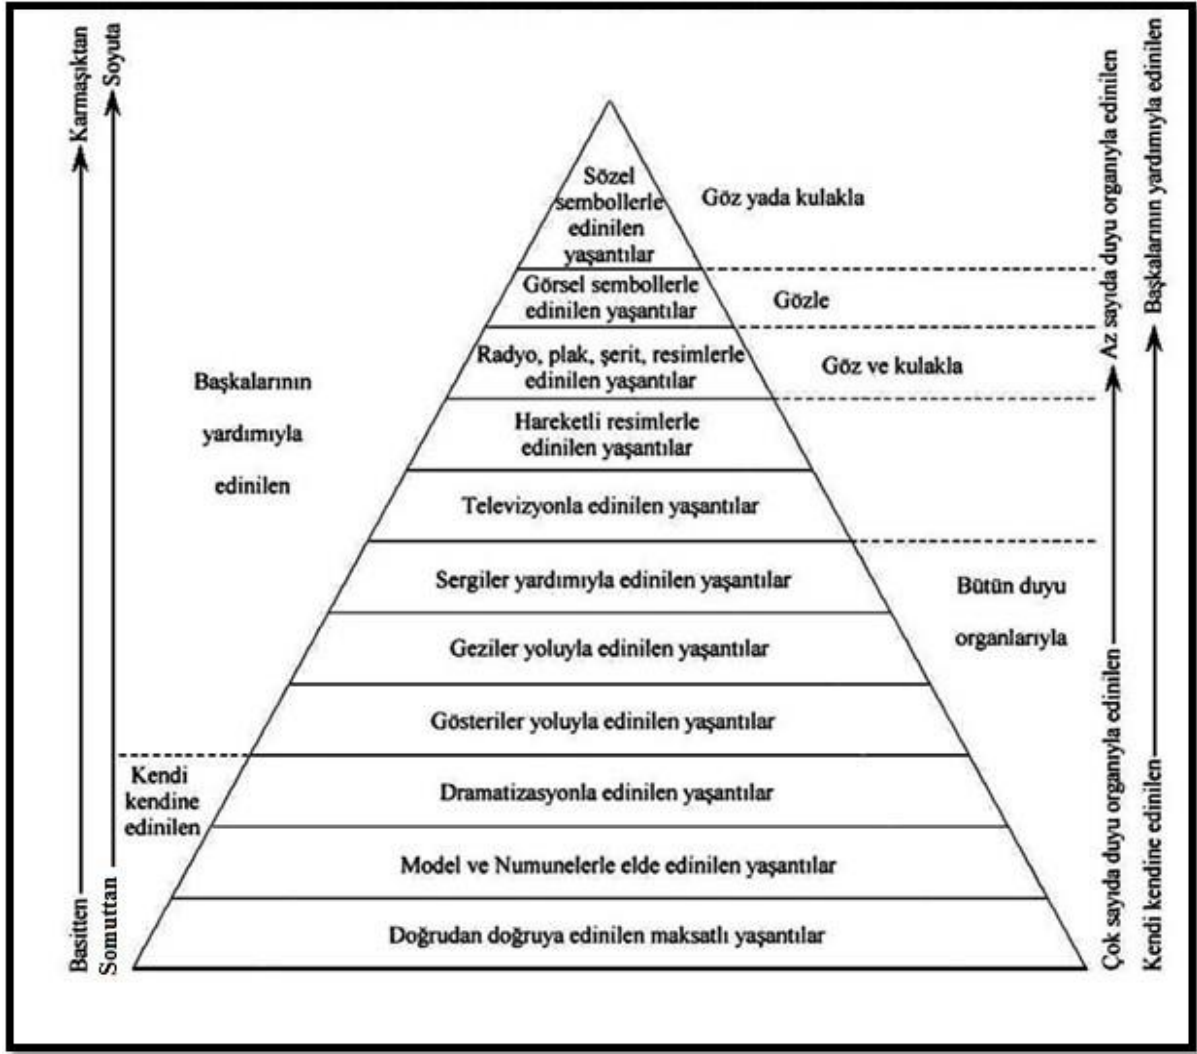 Karmaşıktan
Soyuta
Basitten
Somuttan
Sözel
sembollerle
edinilen
yaşantılar
Göz yada kulakla
Görsel sembollerle
edinilen yaşantılar
Gözle
Radyo, plak, şerit, resimlerle
edinilen yaşantılar
Göz ve kulakla
Başkalarının
yardımıyla
edinilen
Hareketli resimlerle
edinilen yaşantılar
Televizyonla edinilen yaşantılar
Sergiler yardımıyla edinilen yaşantılar
Bütün duyu
organlarıyla
Geziler yoluyla edinilen yaşantılar
Gösteriler yoluyla edinilen yaşantılar
Kendi
kendine
edinilen
Dramatizasyonla edinilen yaşantılar
Model ve Numunelerle elde edinilen yaşantılar
Doğrudan doğruya edinilen maksatlı yaşantılar
Az sayıda duyu organıyla edinilen
Çok sayıda duyu organıyla edinilen
Başkalarının yardımıyla edinilen
Kendi kendine edinilen